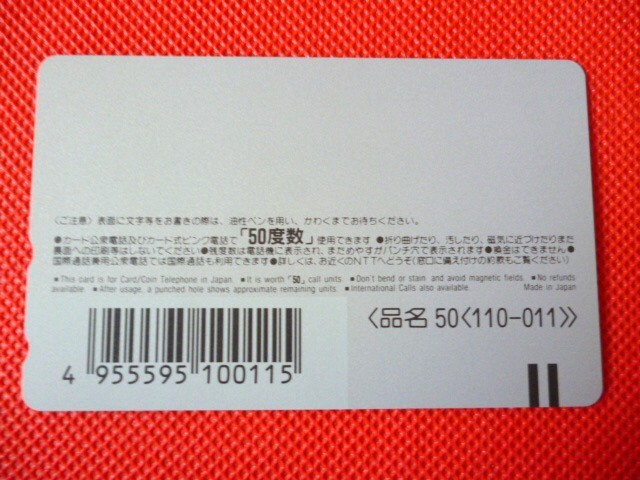 〈ご注意〉表面に文字等をお書きの際は、油性ペンを用い、かわくまでお待ちください。
●カード公衆電話及びカード式ピンク電話で「50度数」使用できます ●折り曲げたり、汚したり、磁気に近づけたりまた
裏面への印刷等はしないでください ●残度数は電話機に表示され、まためやすがパンチ穴で表示されます ●換金はできません ●
国際通話兼用公衆電話では国際通話も利用できます ●詳しくは、お近くのNTTへどうぞ(窓口に備え付けの約款もご覧ください)
●This card is for Card/Coin Telephone in Japan. ●It is worth「50」call units. ●Don't bend or stain and avoid magnetic fields. ●No refunds
available. ●After usage, a punched hole shows approximate remaining units. ●International Calls also available. Made in Japan
〈品名 50〈110-011〉〉
4 955595 100115